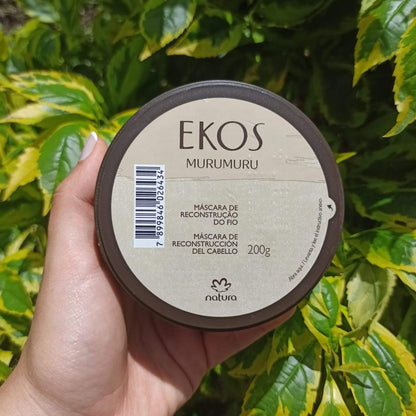 EKOS
MURUMURU
MÁSCARA DE
RECONSTRUÇÃO
DO FIO
MÁSCARA DE
RECONSTRUCCIÓN
DEL CABELLO
200g
natura
7 899846 026434